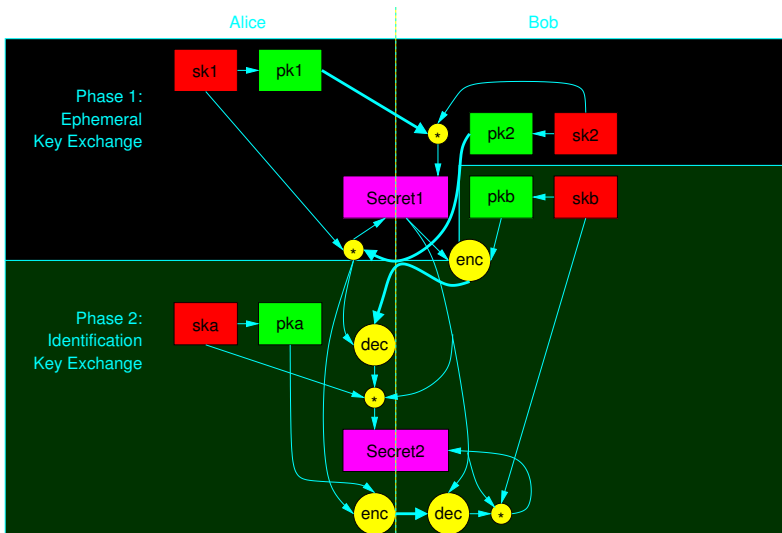 Alice
Bob
sk1
pk1
Phase 1:
Ephemeral
Key Exchange
*
pk2
sk2
Secret1
pkb
skb
*
enc
Phase 2:
Identification
Key Exchange
ska
pka
dec
*
Secret2
enc
dec
*